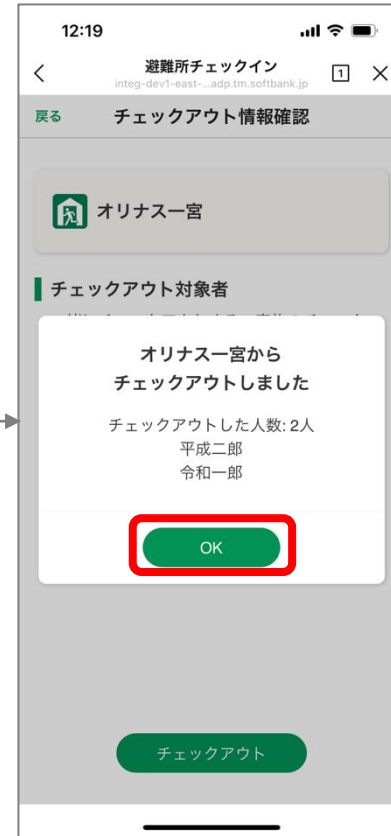 12:19
避難所チェックイン
1
integ-dev1-east-...adp.tm.softbank.jp
戻る チェックアウト情報確認
オリナス一宮
チェックアウト対象者
オリナス一宮から
チェックアウトしました
チェックアウトした人数: 2人
平成二郎
令和一郎
OK
チェックアウト